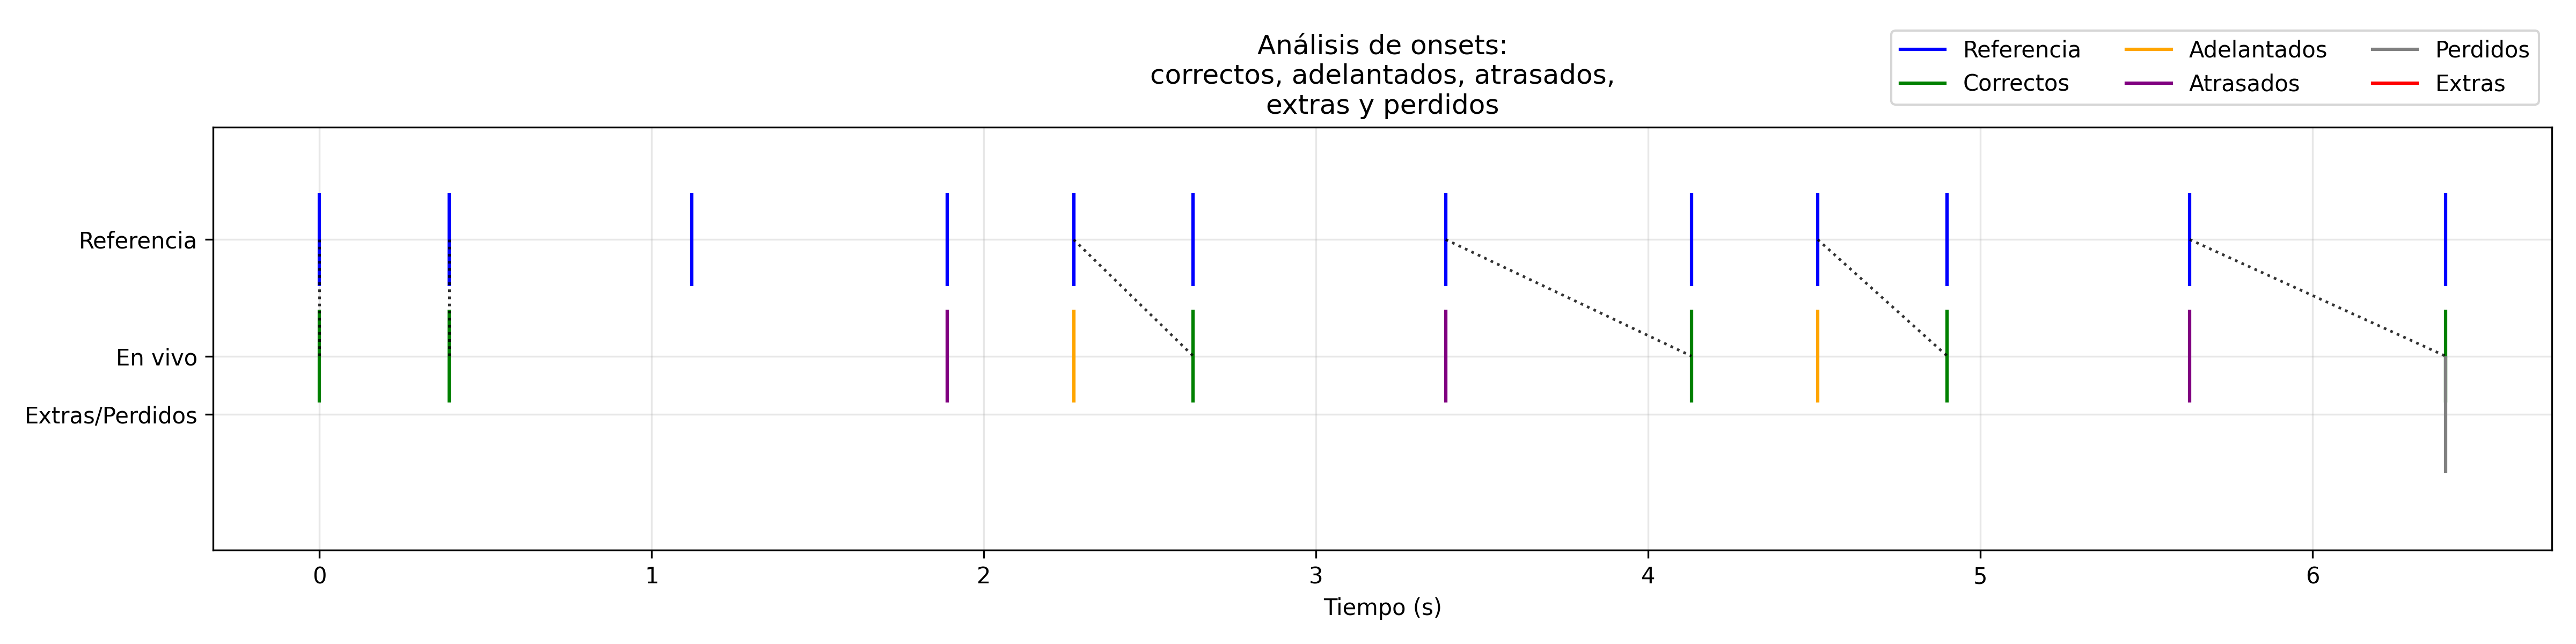 Análisis de onsets:
correctos, adelantados, atrasados,
extras y perdidos
Referencia
Correctos
Adelantados
Atrasados
Perdidos
Extras
Referencia
En vivo
Extras/Perdidos
0
1
2
3
4
5
6
Tiempo (s)